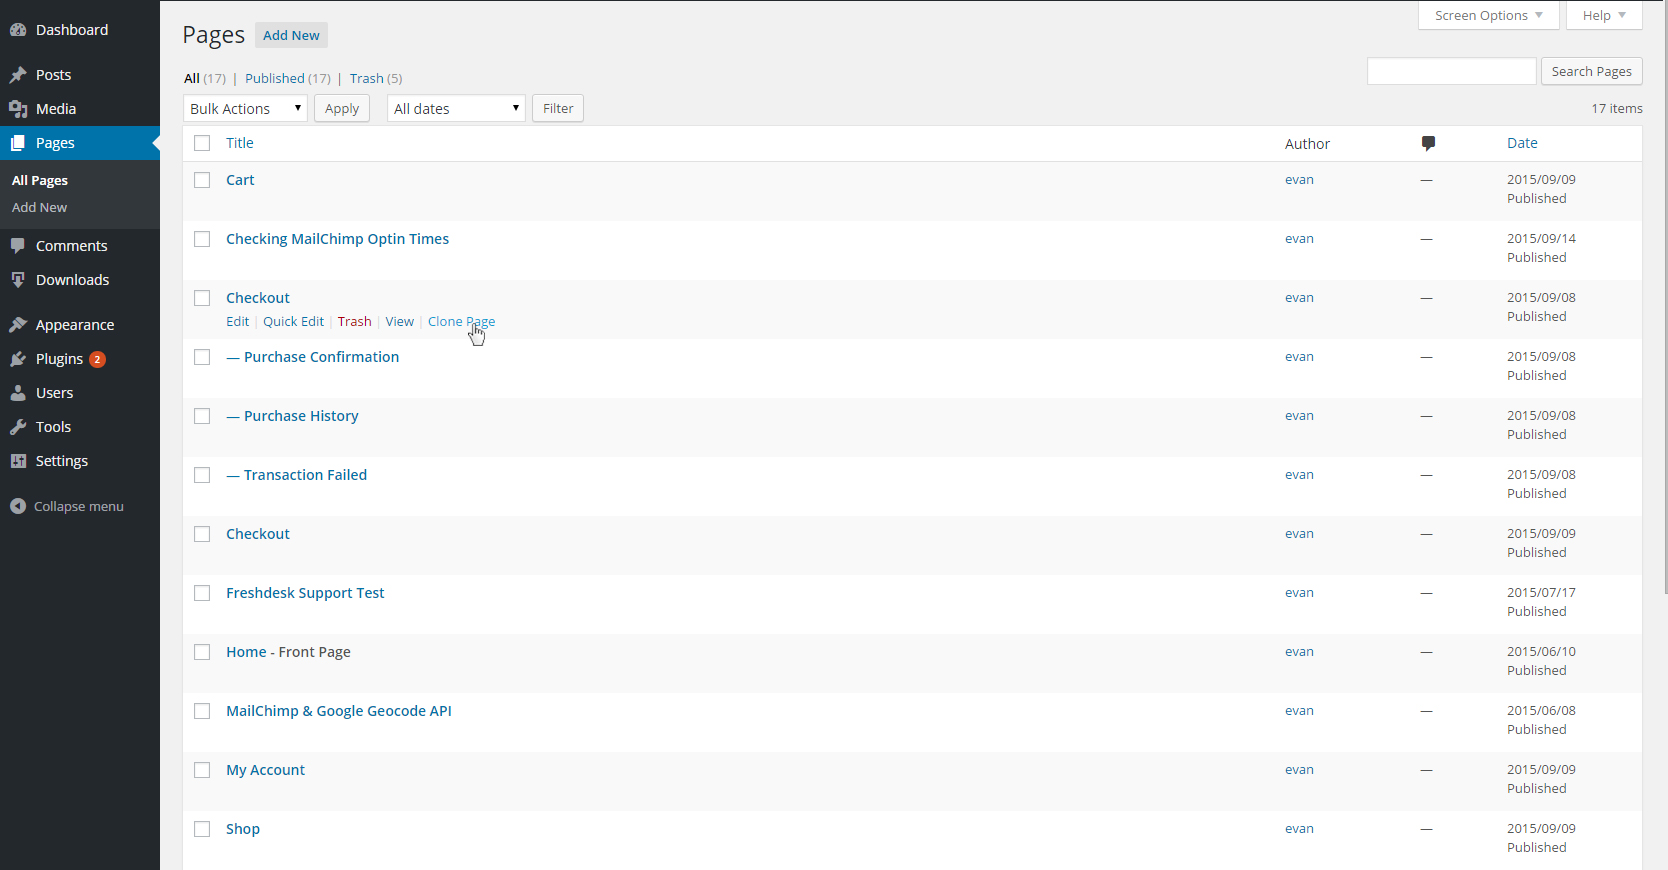 Dashboard
Posts
Media
Pages
All Pages
Add New
Comments
Downloads
Appearance
Plugins 2
Users
Tools
Settings
Collapse menu
Screen Options
Help
Pages Add New
All (17) | Published (17) | Trash (5)
Search Pages
Bulk Actions Apply All dates Filter
17 items
Title Author Date
Cart evan — 2015/09/09
Published
Checking MailChimp Optin Times evan — 2015/09/14
Published
Checkout evan — 2015/09/08
Edit | Quick Edit | Trash | View | Clone Page Published
— Purchase Confirmation evan — 2015/09/08
Published
— Purchase History evan — 2015/09/08
Published
— Transaction Failed evan — 2015/09/08
Published
Checkout evan — 2015/09/09
Published
Freshdesk Support Test evan — 2015/07/17
Published
Home - Front Page evan — 2015/06/10
Published
MailChimp & Google Geocode API evan — 2015/06/08
Published
My Account evan — 2015/09/09
Published
Shop evan — 2015/09/09
Published